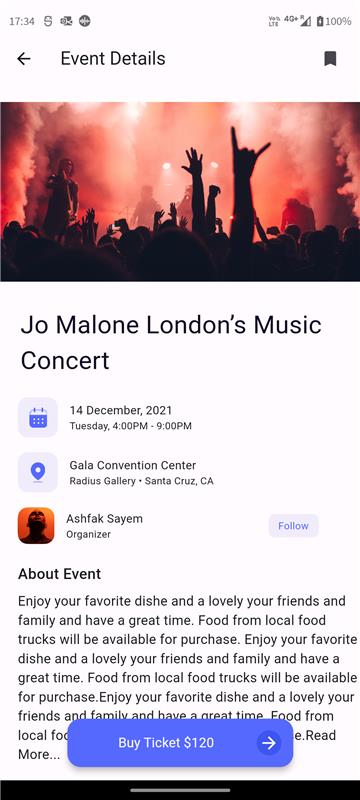 17:34 Vo)) LTE 4G+ R 100%
Event Details
Jo Malone London's Music
Concert
14 December, 2021
Tuesday, 4:00PM - 9:00PM
Gala Convention Center
Radius Gallery • Santa Cruz, CA
Ashfak Sayem
Organizer
Follow
About Event
Enjoy your favorite dishe and a lovely your friends and
family and have a great time. Food from local food
trucks will be available for purchase. Enjoy your favorite
dishe and a lovely your friends and family and have a
great time. Food from local food trucks will be available
for purchase.Enjoy your favorite dishe and a lovely your
friends and family and have a great time. Food from
local e.Read
More...
Buy Ticket $120